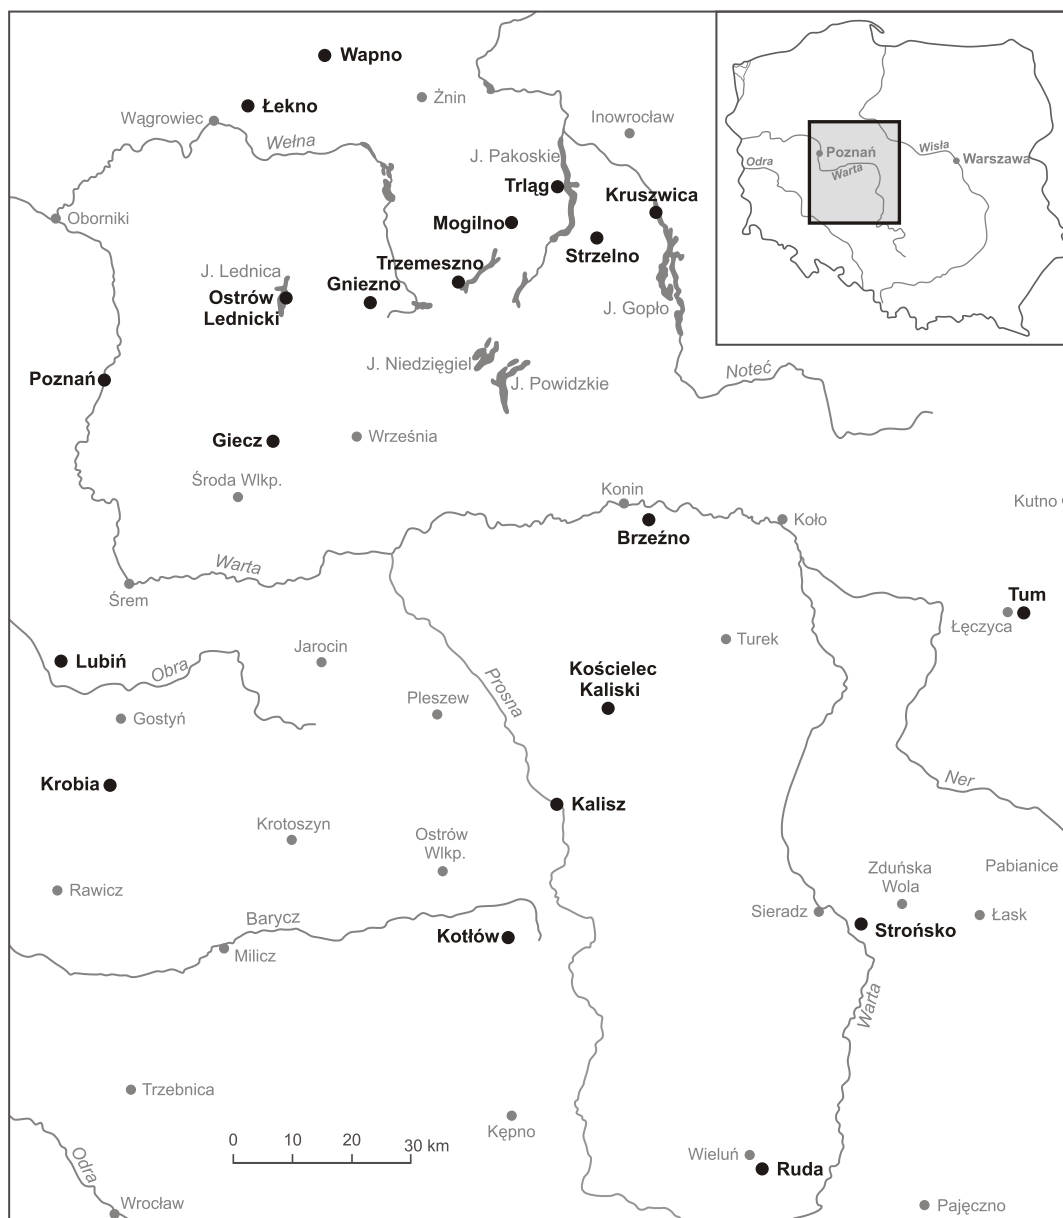 Wapno
Żnin
Łekno
Wągrowiec
Inowrocław
Wełna
J. Pakoskie
Trląg
Kruszwica
Oborniki
Mogilno
Strzelno
Trzemeszno
J. Lednica
Gniezno
Ostrów
Lednicki
J. Gopło
J. Niedzięgiel
J. Powidzkie
Noteć
Poznań
Giecz
Września
Środa Wlkp.
Konin
Koło
Kutno
Brzeźno
Warta
Śrem
Tum
Łęczyca
Turek
Jarocin
Lubiń
Obra
Kościelec
Kaliski
Prosna
Pleszew
Gostyń
Krobia
Kalisz
Ner
Krotoszyn
Ostrów
Wlkp.
Zduńska
Wola
Pabianice
Rawicz
Barycz
Sieradz
Łask
Strońsko
Kotłów
Milicz
Warta
Trzebnica
Kępno
0
10
20
30 km
Wieluń
Ruda
Odra
Wrocław
Pajęczno
Poznań
Wisła
Warszawa
Odra
Warta